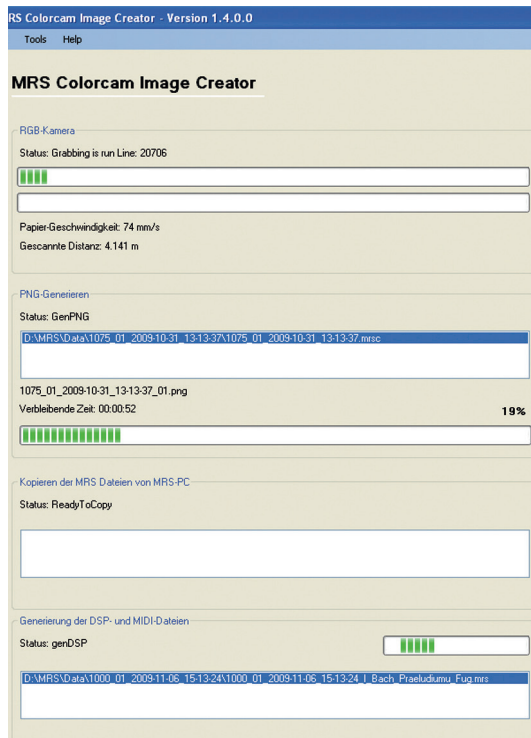 RS Colorcam Image Creator - Version 1.4.0.0
Tools Help
MRS Colorcam Image Creator
RGB-Kamera
Status: Grabbing is run Line: 20706
Papier-Geschwindigkeit: 74 mm/s
Gescannte Distanz: 4.141 m
PNG-Generieren
Status: GenPNG
D:\MRS\Data\1075_01_2009-10-31_13-13-37\1075_01_2009-10-31_13-13-37.mrsc
1075_01_2009-10-31_13-13-37_01.png
Verbleibende Zeit: 00:00:52 19%
Kopieren der MRS Dateien von MRS-PC
Status: ReadyToCopy
Generierung der DSP- und MIDI-Dateien
Status: genDSP
D:\MRS\Data\1000_01_2009-11-06_15-13-24\1000_01_2009-11-06_15-13-24_I_Bach_Praeludiumu_Fug.mrs